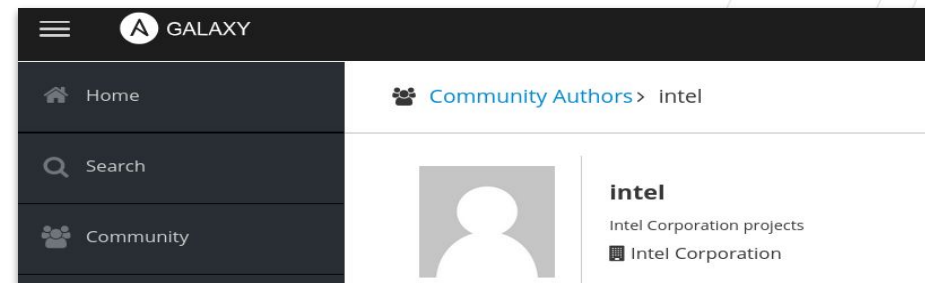 A GALAXY
Home
Community Authors > intel
Search
intel
Community
Intel Corporation projects
Intel Corporation